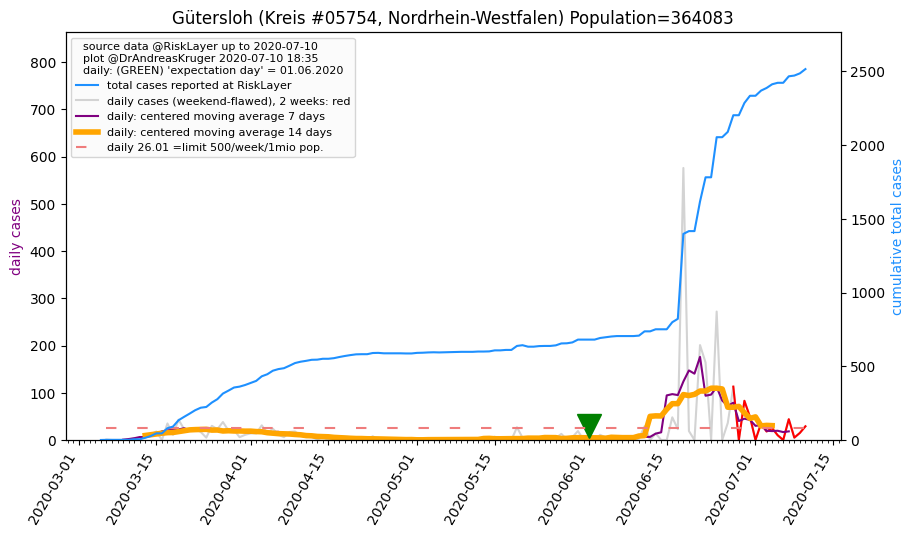 Gütersloh (Kreis #05754, Nordrhein-Westfalen) Population=364083
source data @RiskLayer up to 2020-07-10
plot @DrAndreasKruger 2020-07-10 18:35
daily: (GREEN) 'expectation day' = 01.06.2020
total cases reported at RiskLayer
daily cases (weekend-flawed), 2 weeks: red
daily: centered moving average 7 days
daily: centered moving average 14 days
daily 26.01 =limit 500/week/1mio pop.
daily cases
800
700
600
500
400
300
200
100
0
cumulative total cases
2500
2000
1500
1000
500
0
2020-03-01
2020-03-15
2020-04-01
2020-04-15
2020-05-01
2020-05-15
2020-06-01
2020-06-15
2020-07-01
2020-07-15